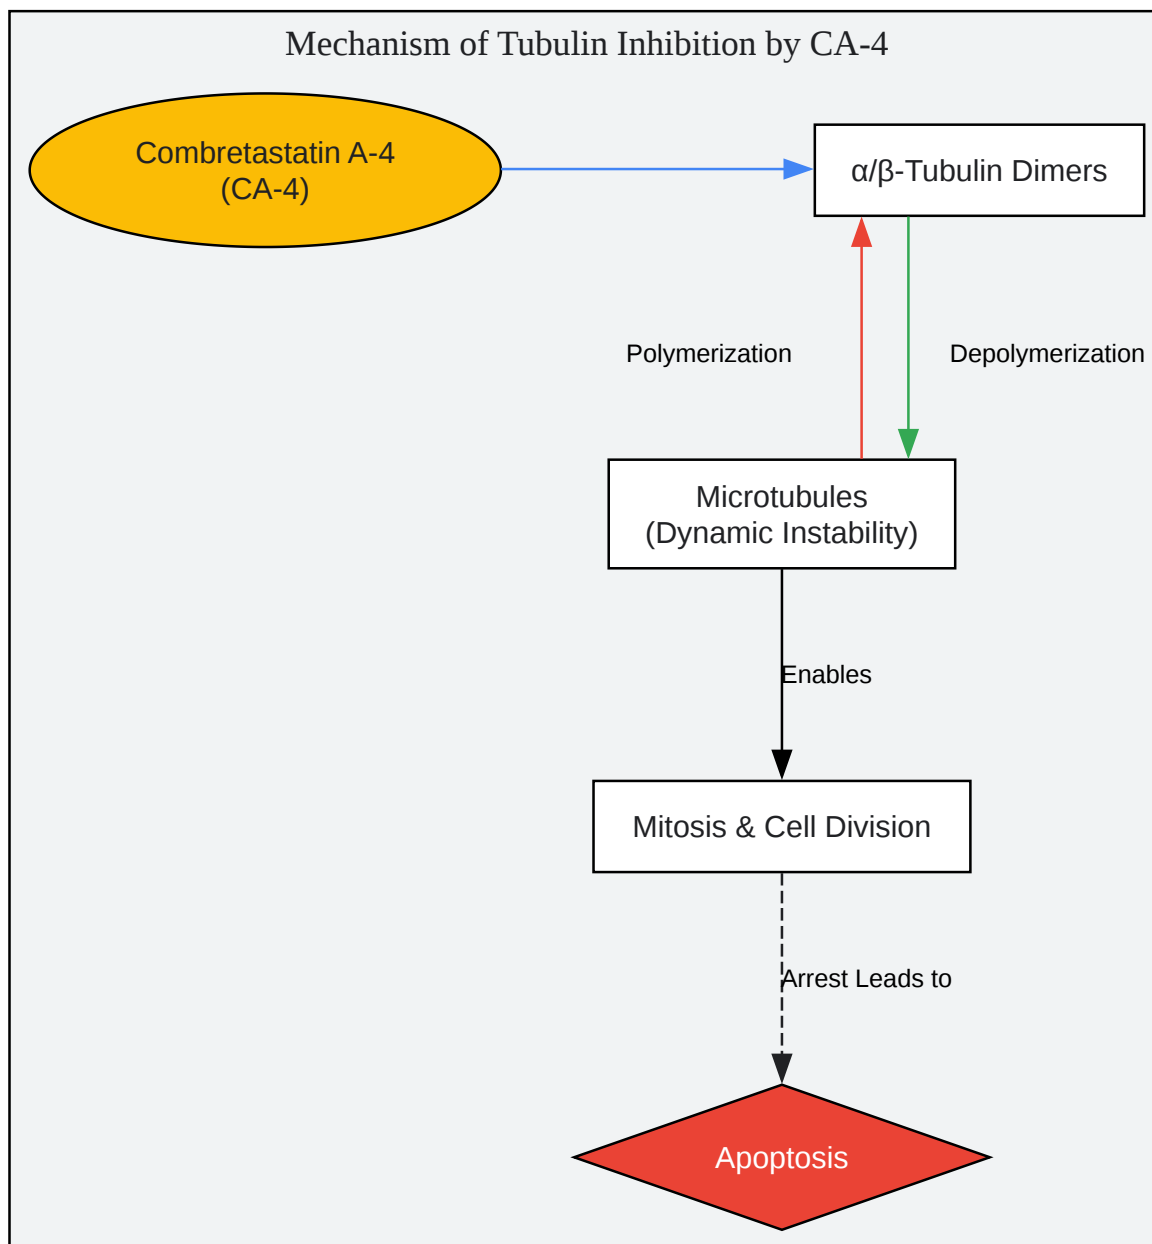 Mechanism of Tubulin Inhibition by CA-4
Combretastatin A-4
(CA-4)
α/β-Tubulin Dimers
Polymerization
Depolymerization
Microtubules
(Dynamic Instability)
Enables
Mitosis & Cell Division
Arrest Leads to
Apoptosis